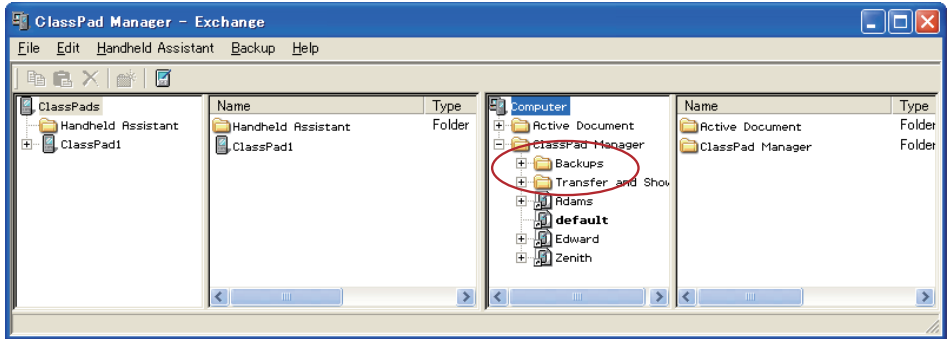 ClassPad Manager - Exchange
File Edit Handheld Assistant Backup Help
ClassPads
Handheld Assistant
ClassPad1
Name Type
Handheld Assistant Folder
ClassPad1
Computer
Active Document
ClassPad Manager
Backups
Transfer and Show
Adams
default
Edward
Zenith
Name Type
Active Document Folder
ClassPad Manager Folder